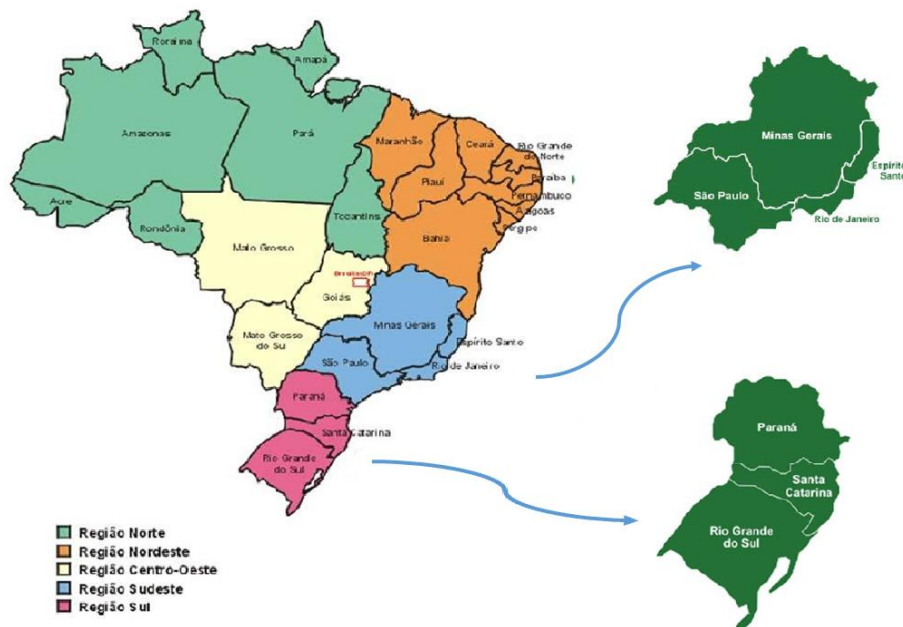 Roraima
Amapá
Amazonas
Pará
Maranhão
Ceará
Rio Grande
do Norte
Paraíba
Piauí
Pernambuco
Alagoas
Acre
Tocantins
Rondônia
Sergipe
Bahia
Mato Grosso
Goiás
Minas Gerais
Mato Grosso
do Sul
Espírito Santo
São Paulo
Rio de Janeiro
Paraná
Santa Catarina
Rio Grande
do Sul
Região Norte
Região Nordeste
Região Centro-Oeste
Região Sudeste
Região Sul
Minas Gerais
Espírito
Santo
São Paulo
Rio de Janeiro
Paraná
Santa
Catarina
Rio Grande
do Sul